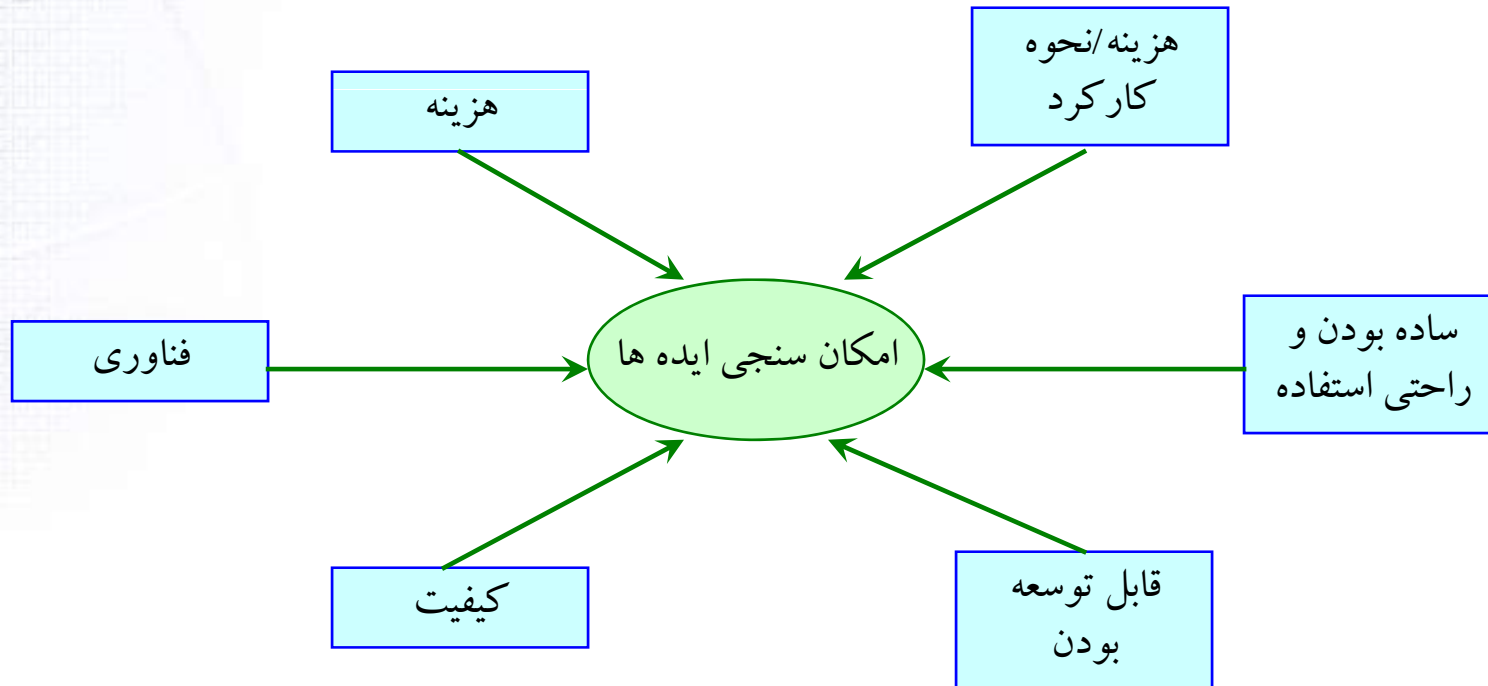 هزینه/نحوه
کارکرد
هزینه
ساده بودن و
راحتی استفاده
امکان سنجی ایده ها
فناوری
قابل توسعه
بودن
کیفیت